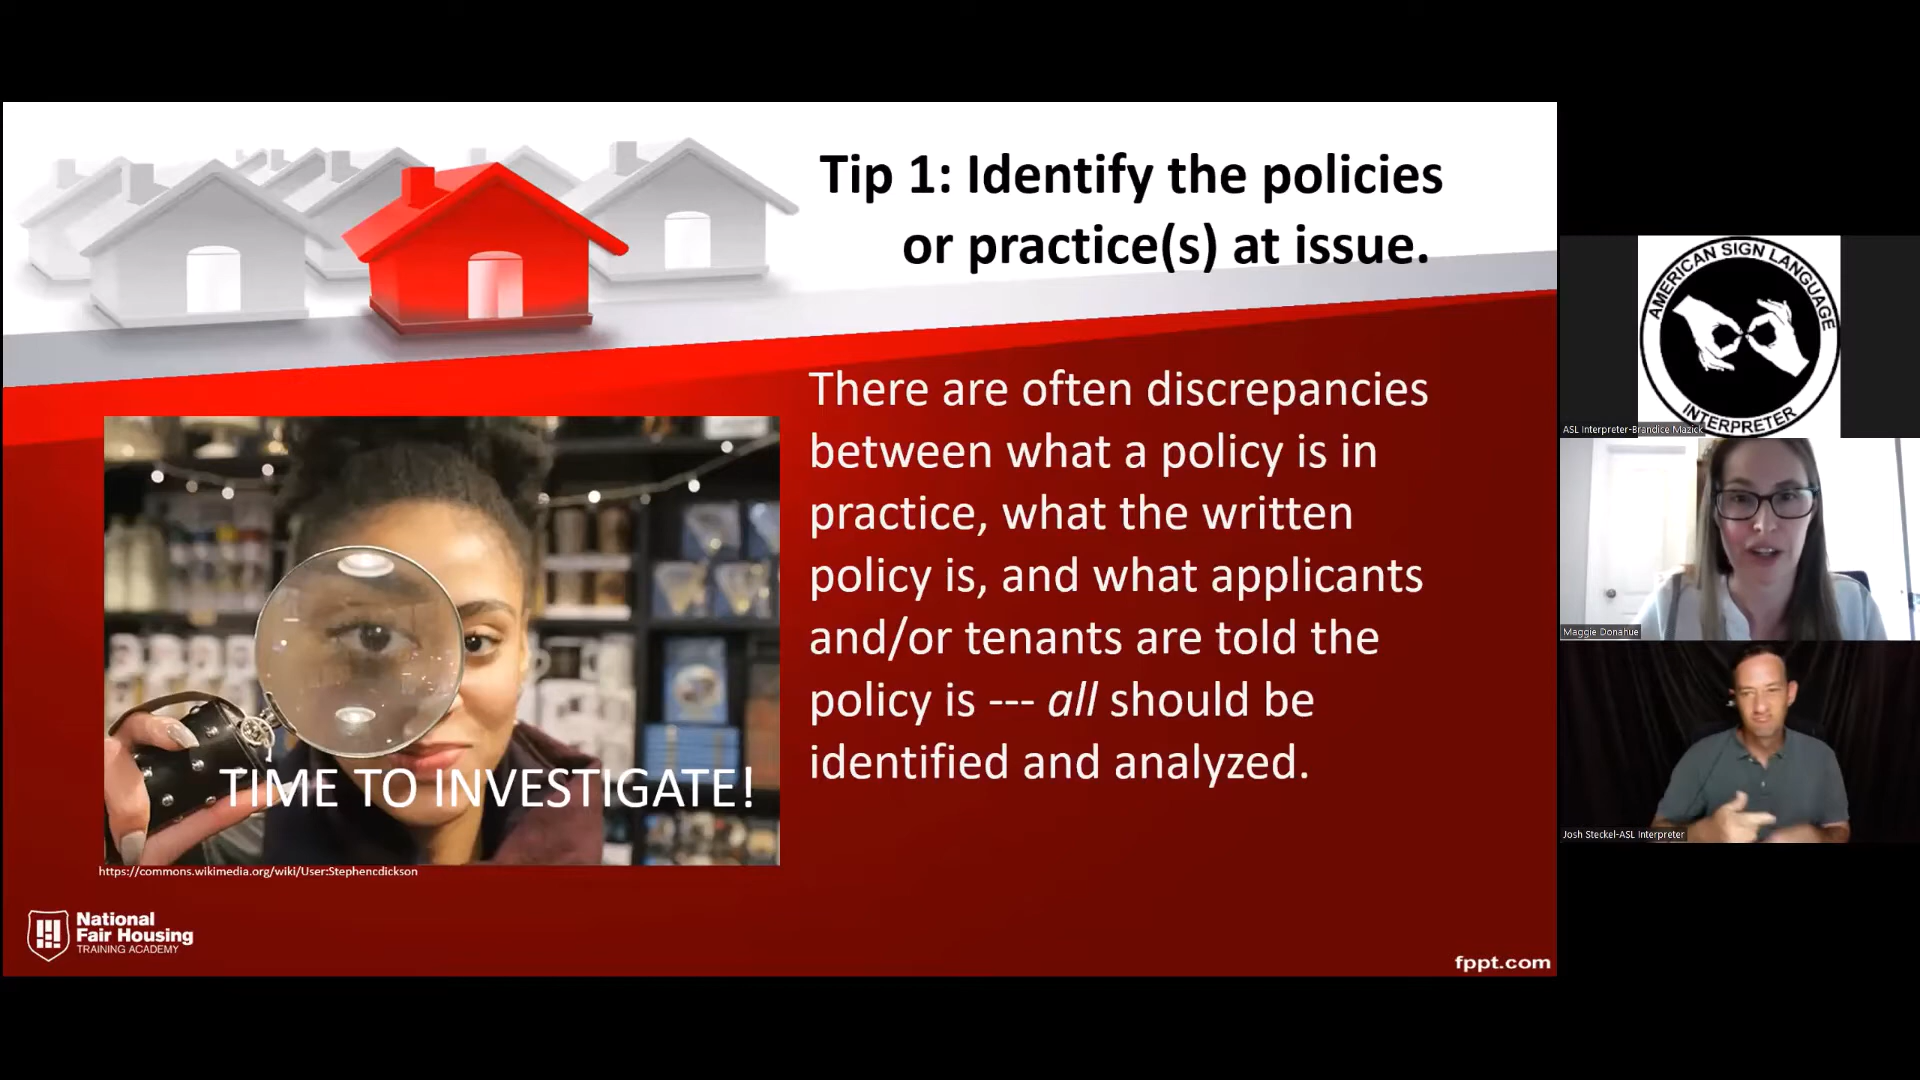 Tip 1: Identify the policies
or practice(s) at issue.
There are often discrepancies
between what a policy is in
practice, what the written
policy is, and what applicants
and/or tenants are told the
policy is --- all should be
identified and analyzed.
TIME TO INVESTIGATE!
https://commons.wikimedia.org/wiki/User:Stephencdickson
National
Fair Housing
TRAINING ACADEMY
fppt.com
AMERICAN SIGN LANGUAGE
INTERPRETER
ASL Interpreter-Brandice Mazick
Maggie Donahue
Josh Steckel-ASL Interpreter